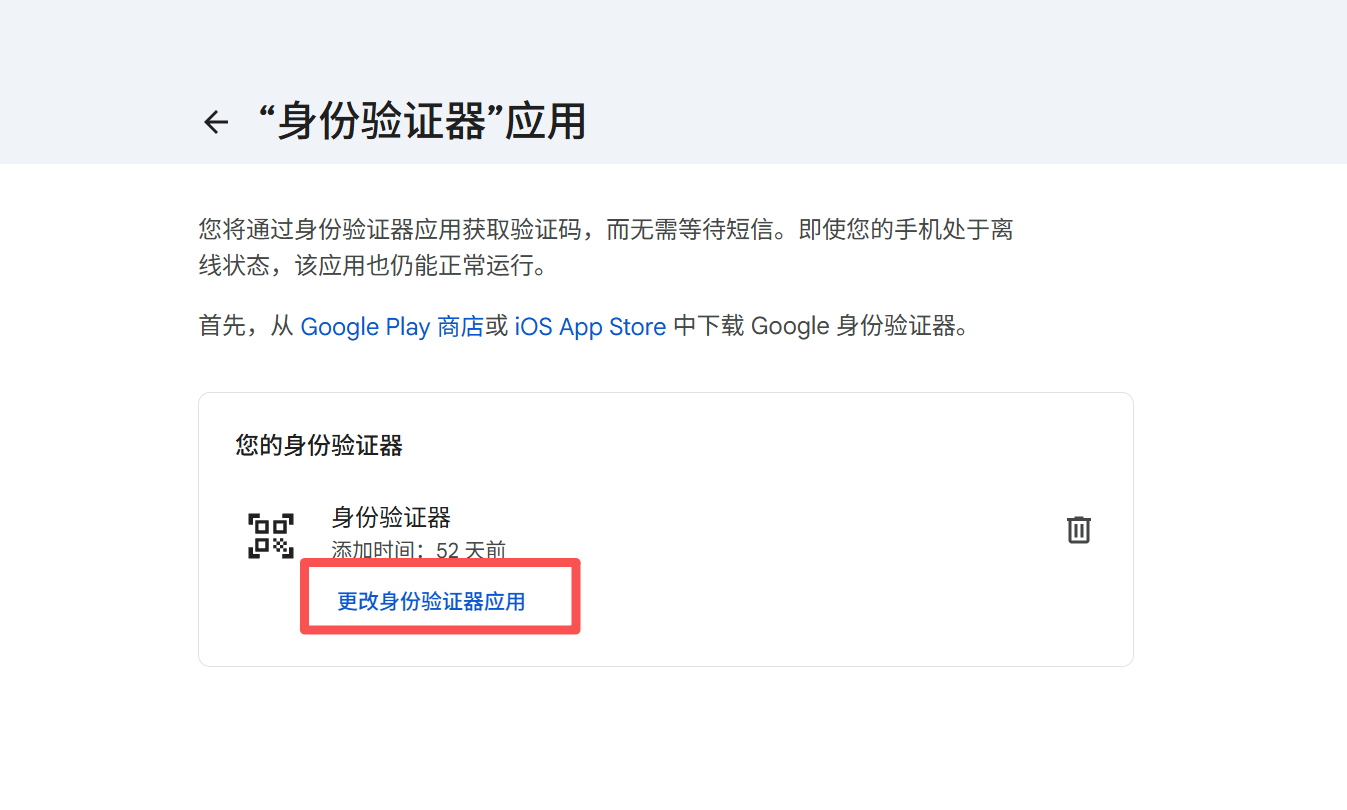 “身份验证器”应用
您将通过身份验证器应用获取验证码，而无需等待短信。即使您的手机处于离
线状态，该应用也仍能正常运行。
首先，从 Google Play 商店或 iOS App Store 中下载 Google 身份验证器。
您的身份验证器
身份验证器
添加时间：52 天前
更改身份验证器应用